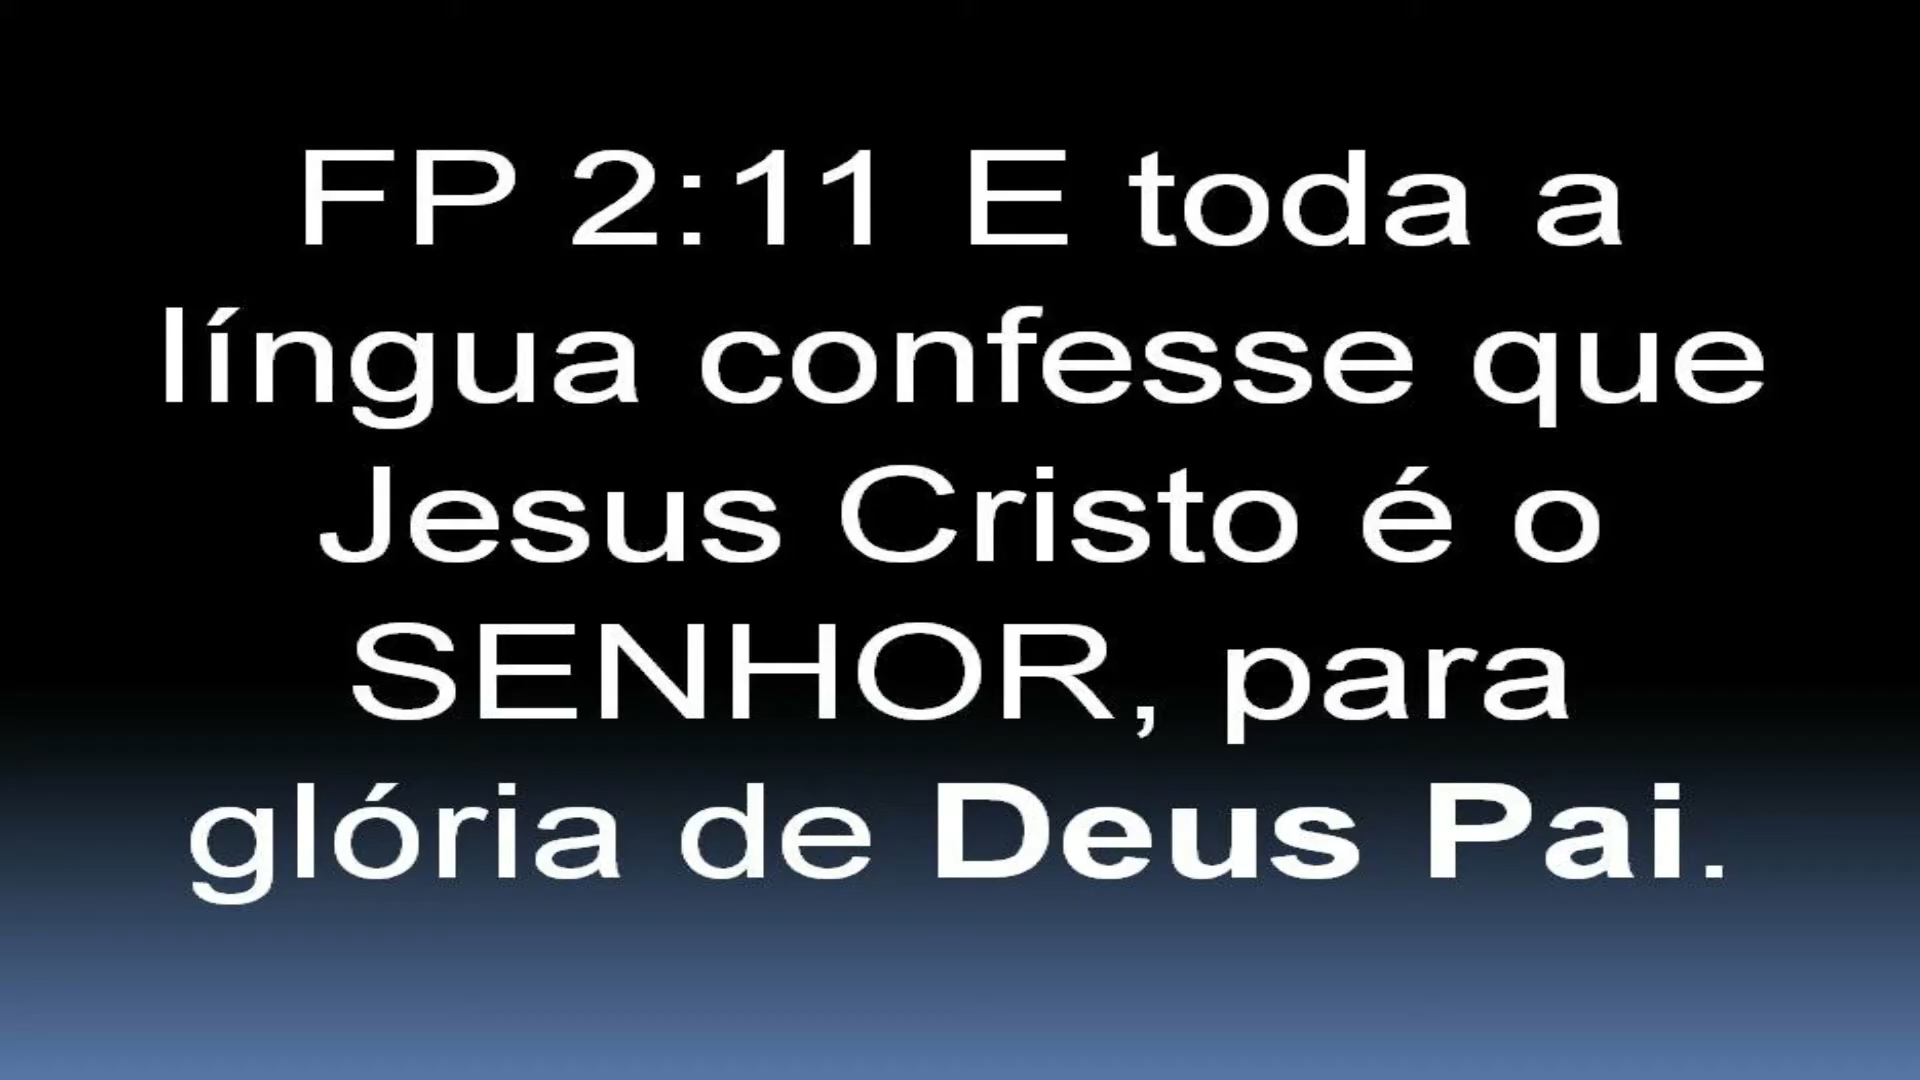 FP 2:11 E toda a
língua confesse que
Jesus Cristo é o
SENHOR, para
glória de Deus Pai.